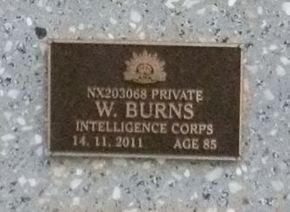 NX203068 PRIVATE
W. BURNS
INTELLIGENCE CORPS
14. 11. 2011 AGE 85